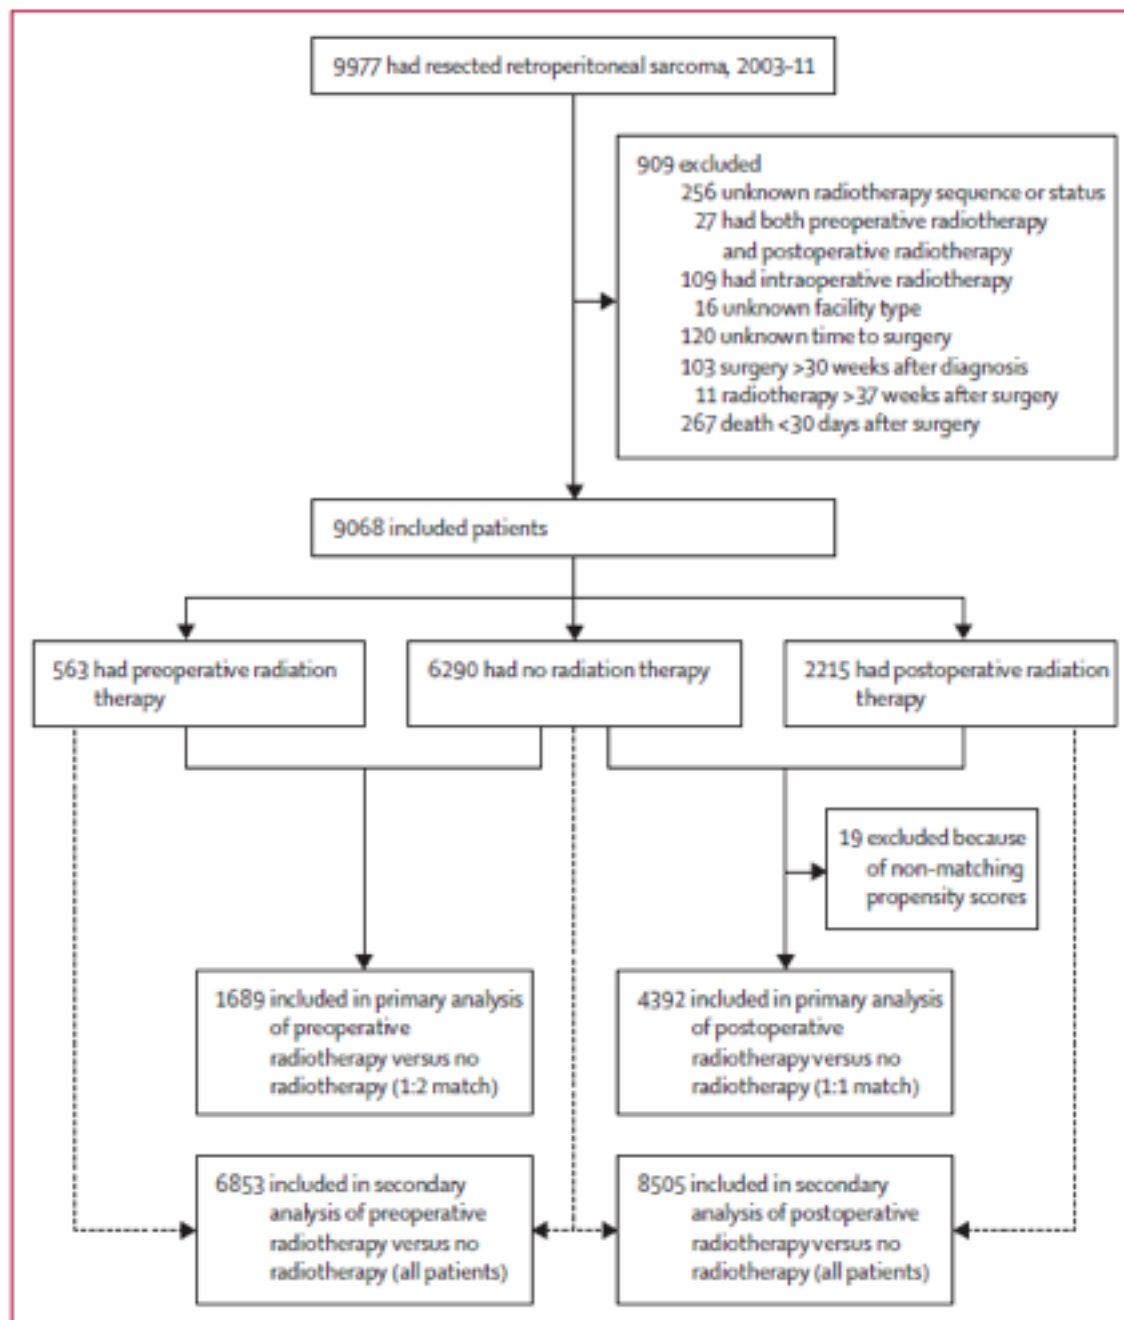 9977 had resected retroperitoneal sarcoma, 2003–11
909 excluded
256 unknown radiotherapy sequence or status
27 had both preoperative radiotherapy
and postoperative radiotherapy
109 had intraoperative radiotherapy
16 unknown facility type
120 unknown time to surgery
103 surgery >30 weeks after diagnosis
11 radiotherapy >37 weeks after surgery
267 death <30 days after surgery
9068 included patients
563 had preoperative radiation
therapy
6290 had no radiation therapy
2215 had postoperative radiation
therapy
19 excluded because
of non-matching
propensity scores
1689 included in primary analysis
of preoperative
radiotherapy versus no
radiotherapy (1:2 match)
4392 included in primary analysis
of postoperative
radiotherapy versus no
radiotherapy (1:1 match)
6853 included in secondary
analysis of preoperative
radiotherapy versus no
radiotherapy (all patients)
8505 included in secondary
analysis of postoperative
radiotherapy versus no
radiotherapy (all patients)